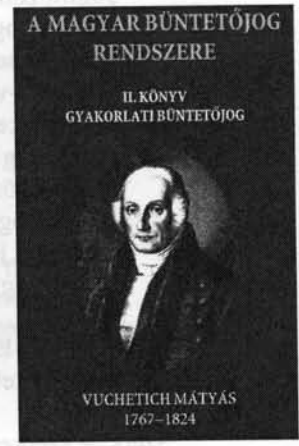 A MAGYAR BÜNTETŐJOG
RENDSZERE
II. KÖNYV
GYAKORLATI BÜNTETŐJOG
VUCHETICH MÁTYÁS
1767–1824